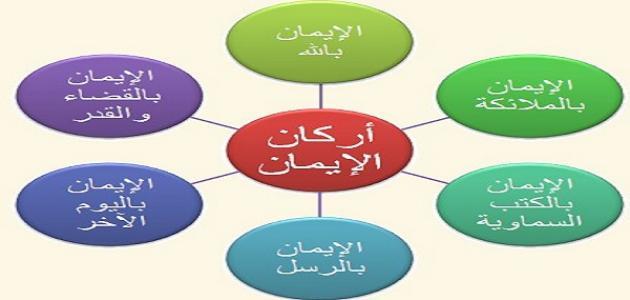 أركان
الإيمان
الإيمان
بالله
الإيمان
بالملائكة
الإيمان
بالكتب
السماوية
الإيمان
بالرسل
الإيمان
باليوم
الآخر
الإيمان
بالقضاء
والقدر